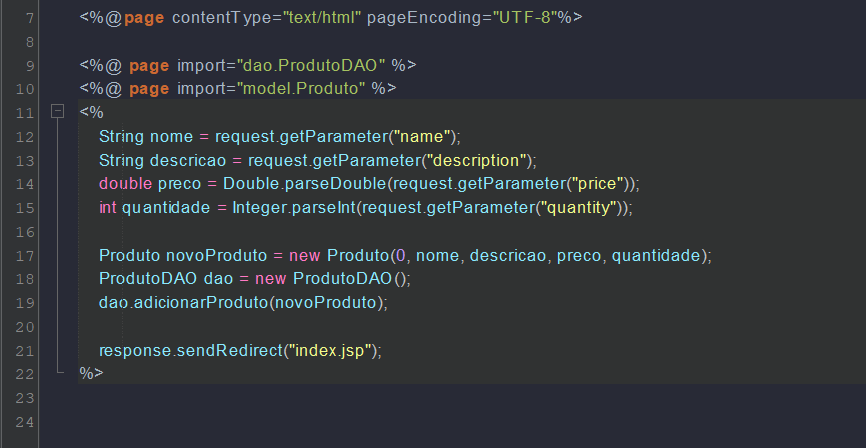 7 <%@page contentType="text/html" pageEncoding="UTF-8"%>
8
9 <%@ page import="dao.ProdutoDAO" %>
10 <%@ page import="model.Produto" %>
11 <%
12 String nome = request.getParameter("name");
13 String descricao = request.getParameter("description");
14 double preco = Double.parseDouble(request.getParameter("price"));
15 int quantidade = Integer.parseInt(request.getParameter("quantity"));
16
17 Produto novoProduto = new Produto(0, nome, descricao, preco, quantidade);
18 ProdutoDAO dao = new ProdutoDAO();
19 dao.adicionarProduto(novoProduto);
20
21 response.sendRedirect("index.jsp");
22 %>
23
24